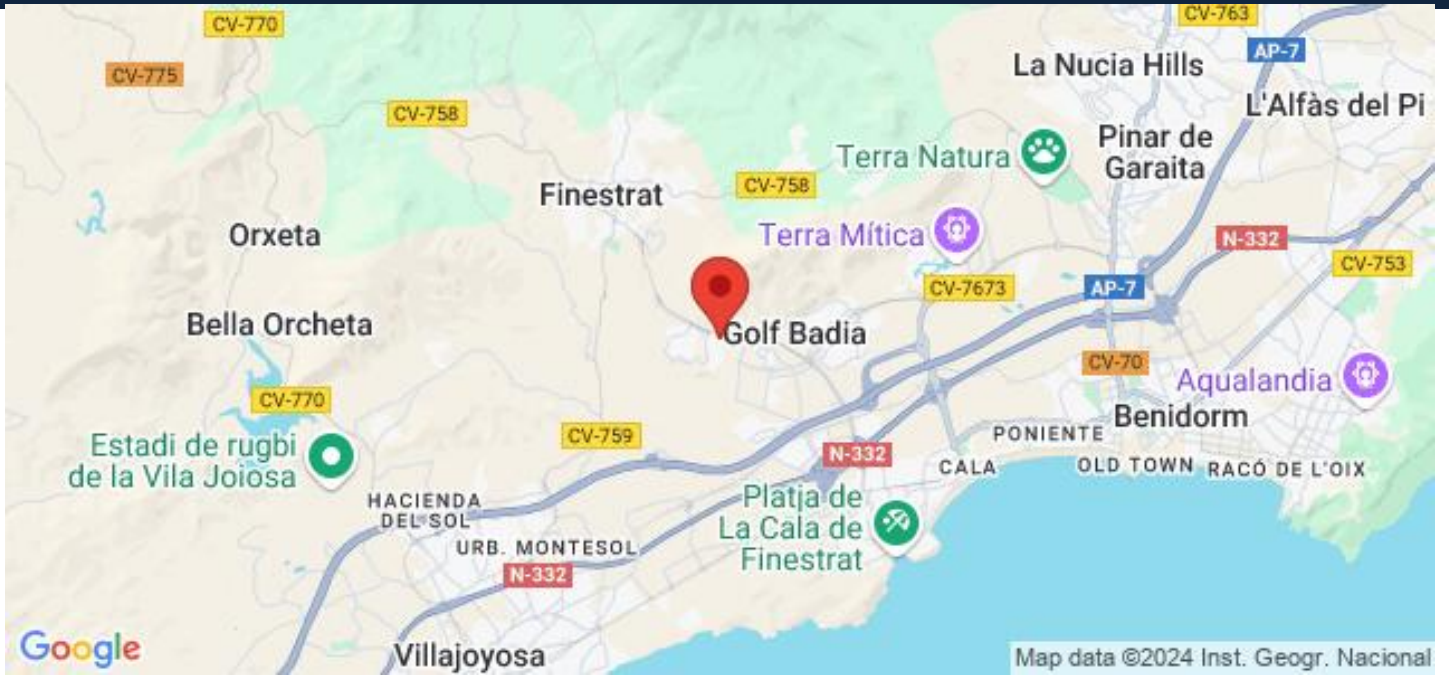 CV-770
CV-763
AP-7
La Nucia Hills
CV-775
L'Alfàs del Pi
CV-758
Pinar de
Garaita
Terra Natura
CV-758
Finestrat
Orxeta
Terra Mítica
N-332
CV-753
CV-7673
AP-7
Bella Orcheta
Golf Badia
CV-70
Aqualandia
CV-770
Benidorm
CV-759
PONIENTE
Estadi de rugbi
de la Vila Joiosa
N-332
CALA
OLD TOWN
RACÓ DE L'OIX
HACIENDA
DEL SOL
Platja de
La Cala de
Finestrat
URB. MONTESOL
N-332
Google
Villajoyosa
Map data ©2024 Inst. Geogr. Nacional